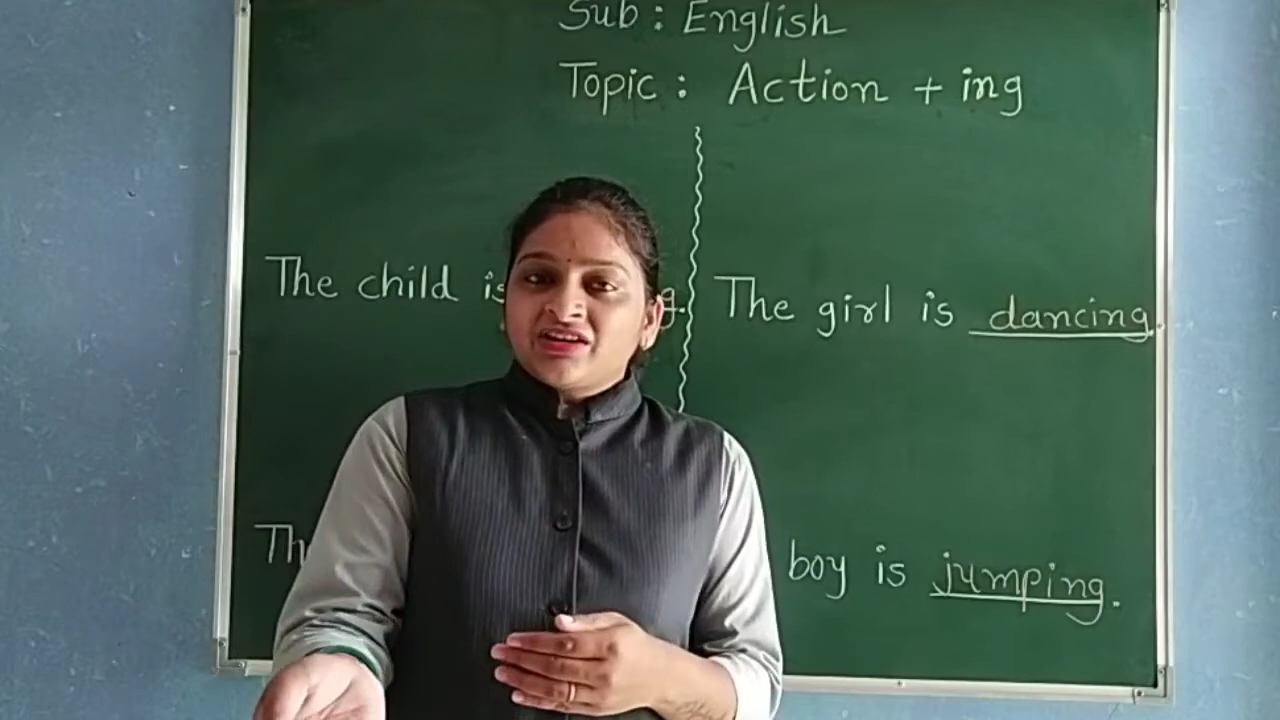 Sub : English
Topic : Action + ing
The child is
The girl is dancing.
boy is jumping.